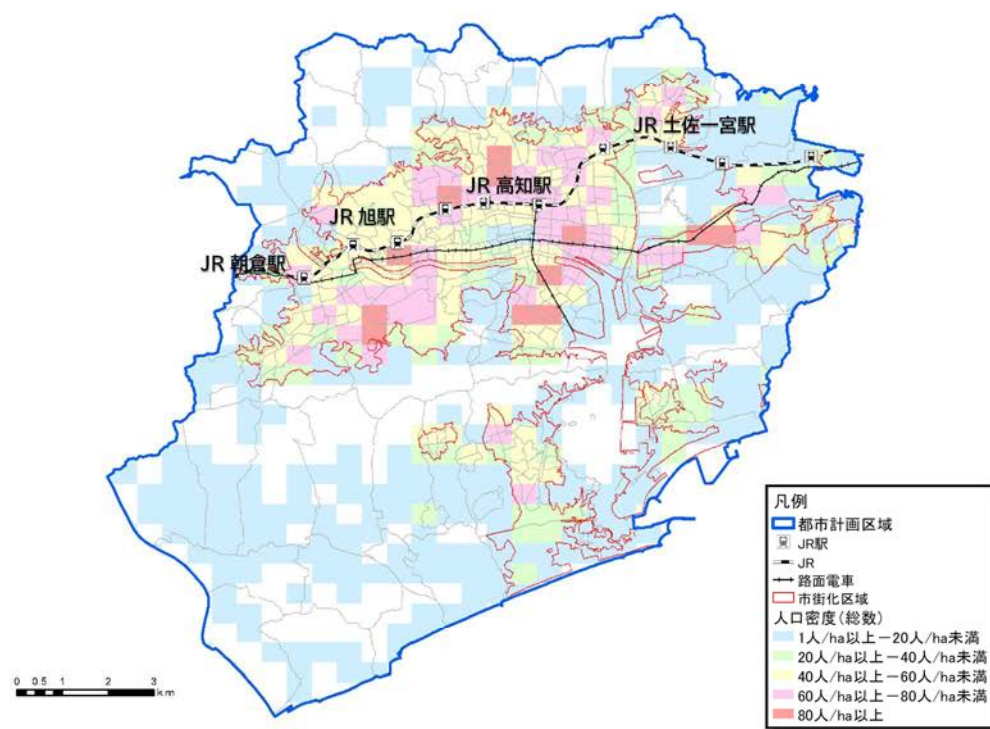 JR 土佐一宮駅
JR 高知駅
JR 旭駅
JR 朝倉駅
凡例
都市計画区域
JR駅
JR
路面電車
市街化区域
人口密度(総数)
1人/ha以上－20人/ha未満
20人/ha以上－40人/ha未満
40人/ha以上－60人/ha未満
60人/ha以上－80人/ha未満
80人/ha以上
0 0.5 1 2 3
km